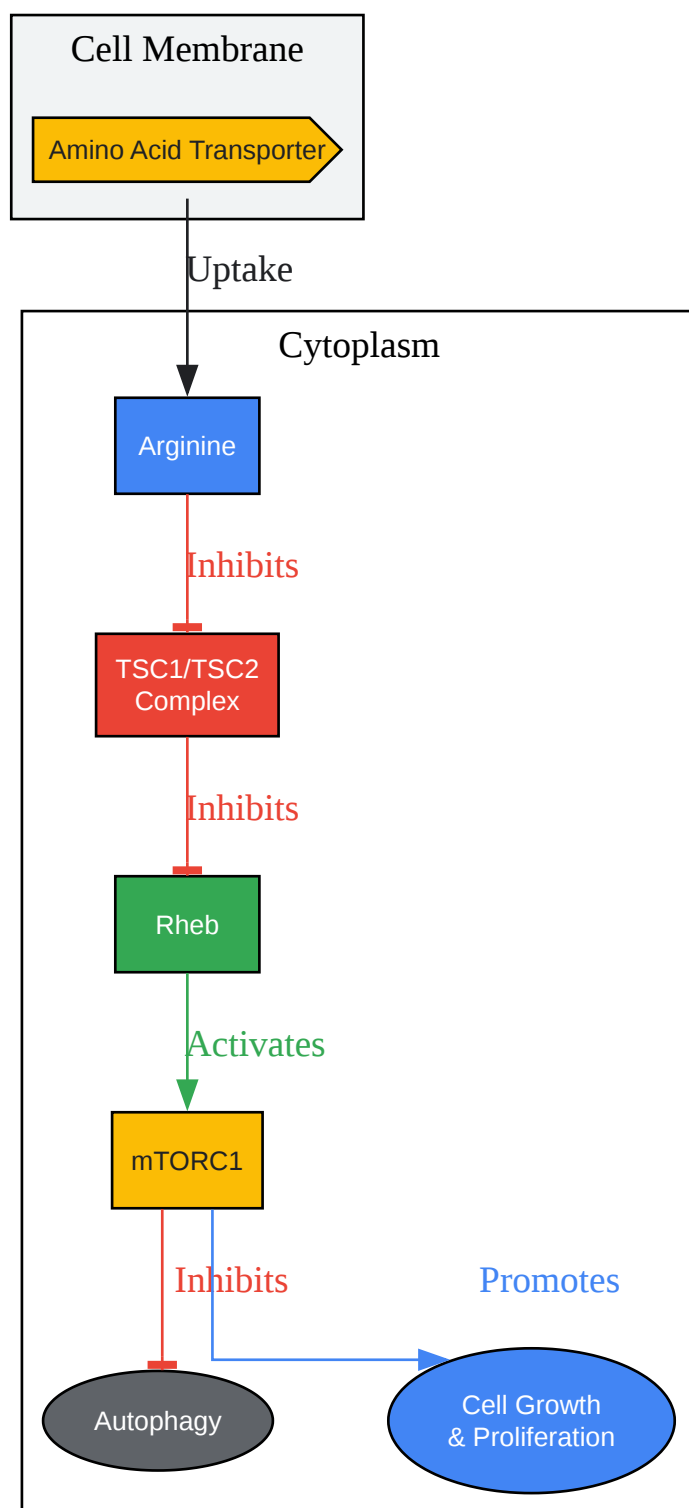 Cell Membrane
Amino Acid Transporter
Uptake
Cytoplasm
Arginine
Inhibits
TSC1/TSC2
Complex
Inhibits
Rheb
Activates
mTORC1
Inhibits
Promotes
Autophagy
Cell Growth
& Proliferation